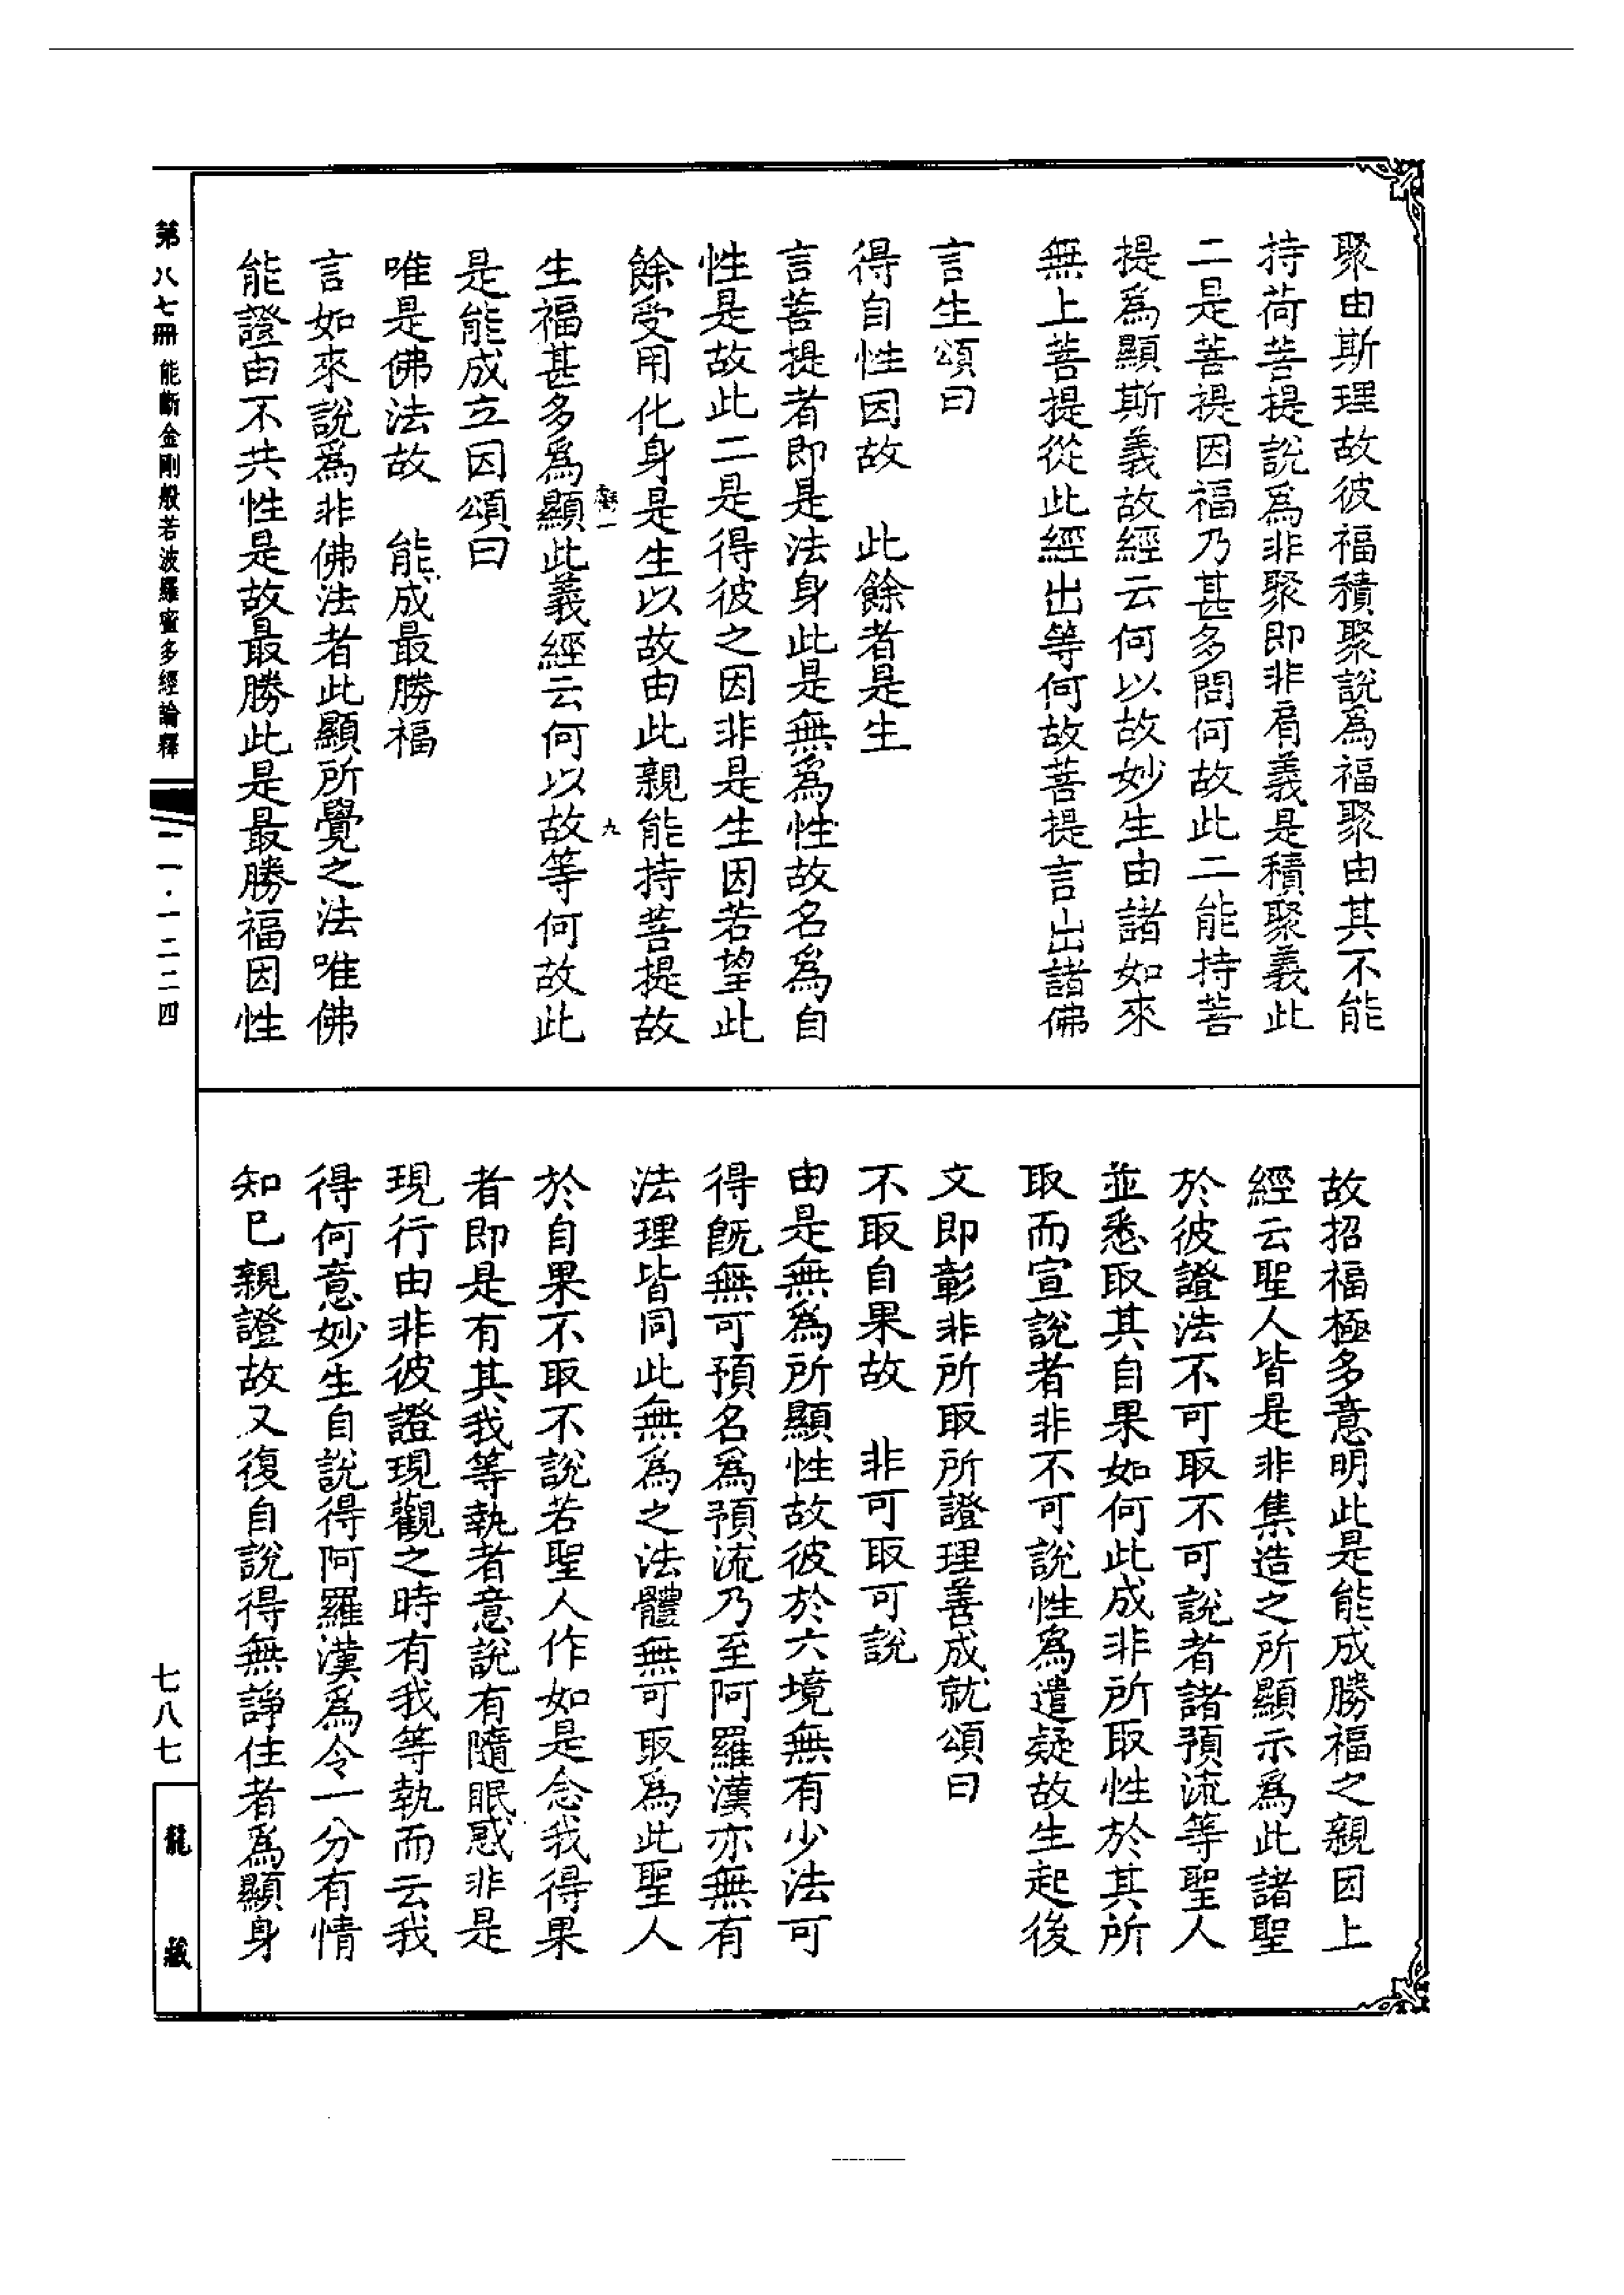 聚由斯理故彼福積聚說為福聚由其不能
持荷菩提說為非聚即非肩義是積聚義此
二是菩提因福乃甚多問何故此二能持菩
提為顯斯義故經云何以故妙生由諸如來
無上菩提從此經出等何故菩提言出諸佛
言生頌曰
得自性因故　此餘者是生
言菩提者即是法身此是無為性故名為自
性是故此二是得彼之因非是生因若望此
餘受用化身是生以故由此親能持菩提故
九
生福甚多為顯此義經云何以故等何故此
是能成立因頌曰
唯是佛法故　能成最勝福
言如來說為非佛法者此顯所覺之法唯佛
能證由不共性是故最勝此是最勝福因性
故招福極多意明此是能成勝福之親因上
經云聖人皆是非集造之所顯示為此諸聖
於彼證法不可取不可說者諸預流等聖人
並悉取其自果如何此成非所取性於其所
取而宣說者非不可說性為遣疑故生起後
文即彰非所取所證理善成就頌曰
不取自果故　非可取可說
由是無為所顯性故彼於六境無有少法可
得旣無可預名為預流乃至阿羅漢亦無有
法理皆同此無為之法體無可取為此聖人
於自果不取不說若聖人作如是念我得果
者即是有其我等執者意說有隨眠惑非是
現行由非彼證現觀之時有我等執而云我
得何意妙生自說得阿羅漢為令一分有情
知已親證故又復自說得無諍住者為顯身
第八七冊　能斷金剛般若波羅蜜多經論釋
一一·一二二四
七八七
龍藏